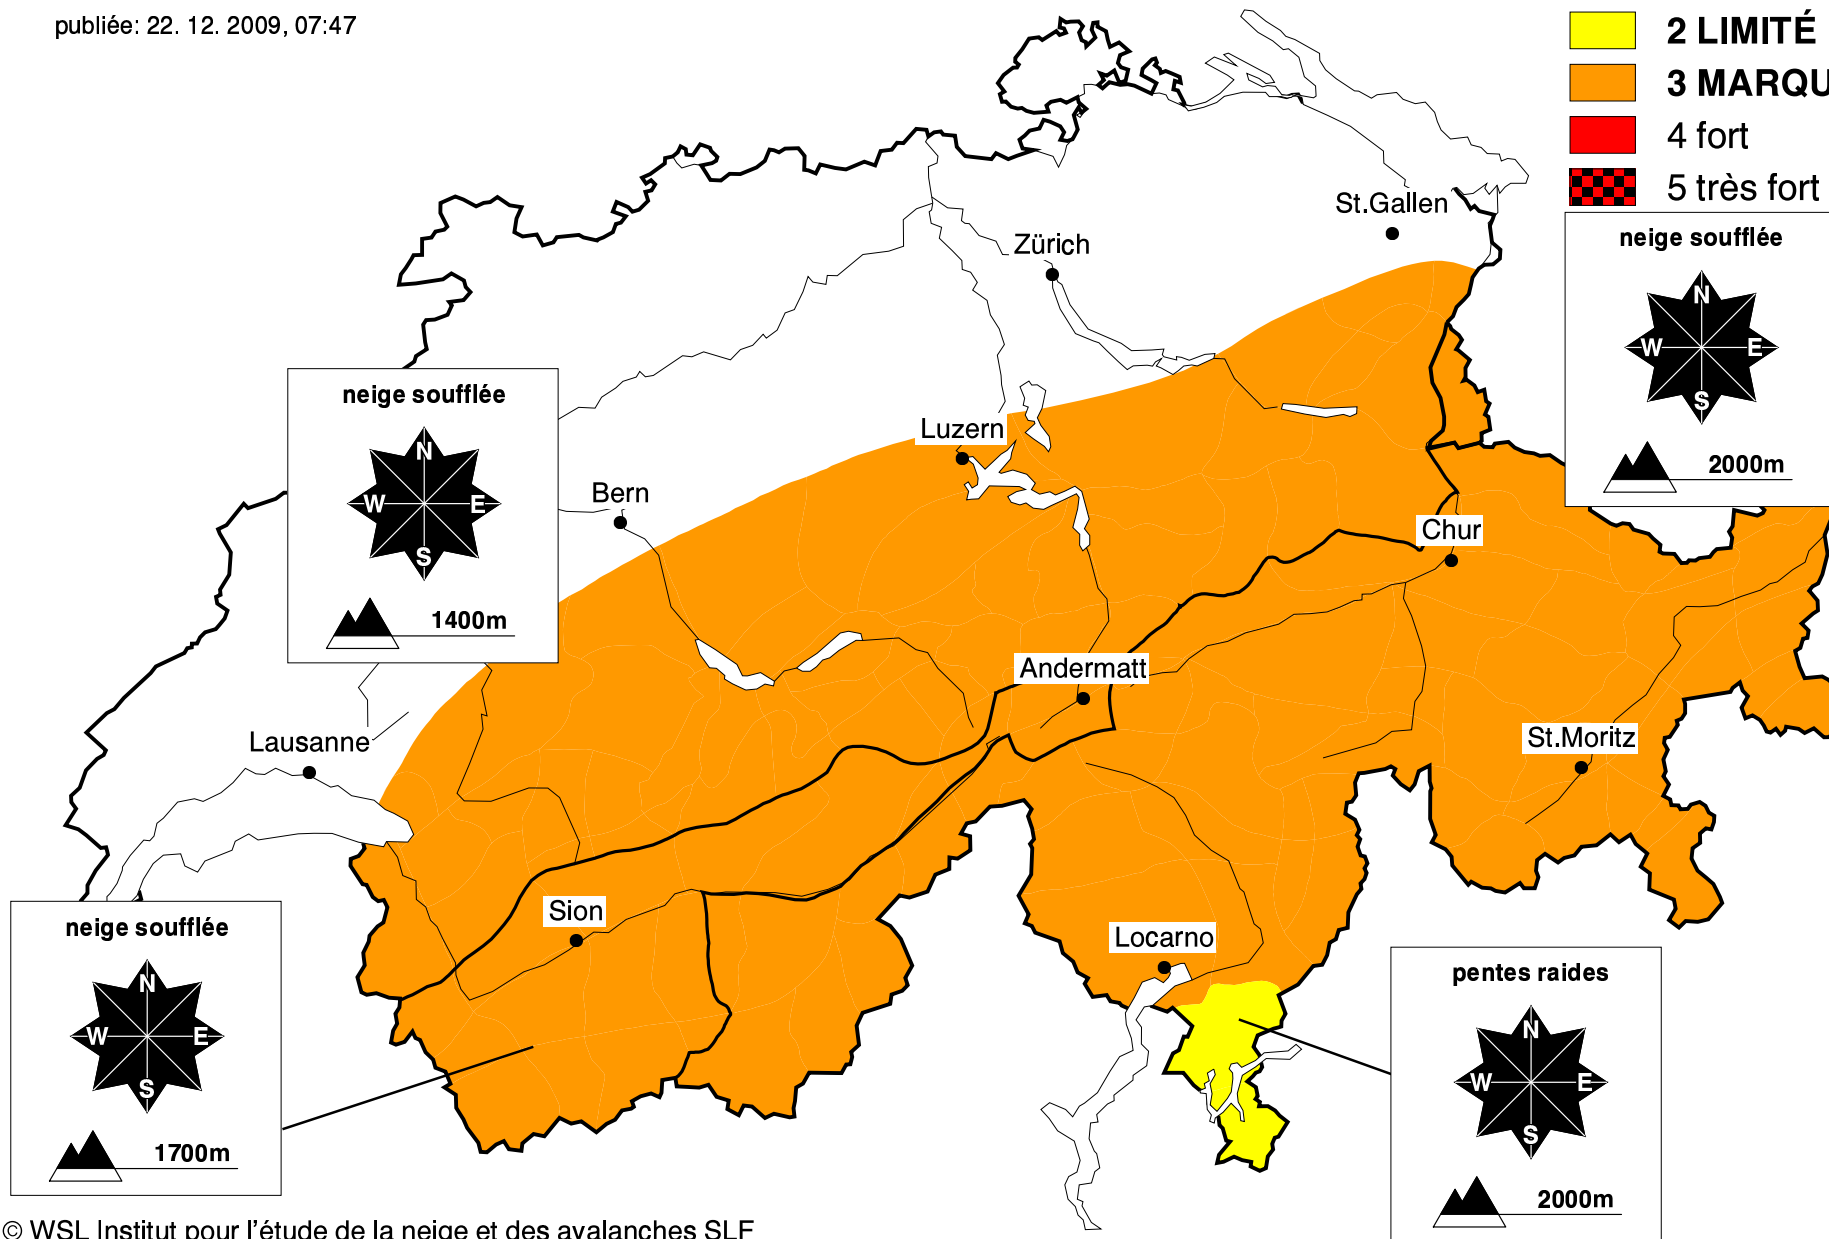 publiée: 22. 12. 2009, 07:47
2 LIMITÉ
3 MARQU
4 fort
5 très fort
St.Gallen
neige soufflée
N
W E
S
2000m
Zürich
neige soufflée
N
W E
S
1400m
Luzern
Bern
Chur
Andermatt
St.Moritz
Lausanne
Sion
Locarno
neige soufflée
N
W E
S
1700m
pentes raides
N
W E
S
2000m
© WSL Institut pour l'étude de la neige et des avalanches SLF